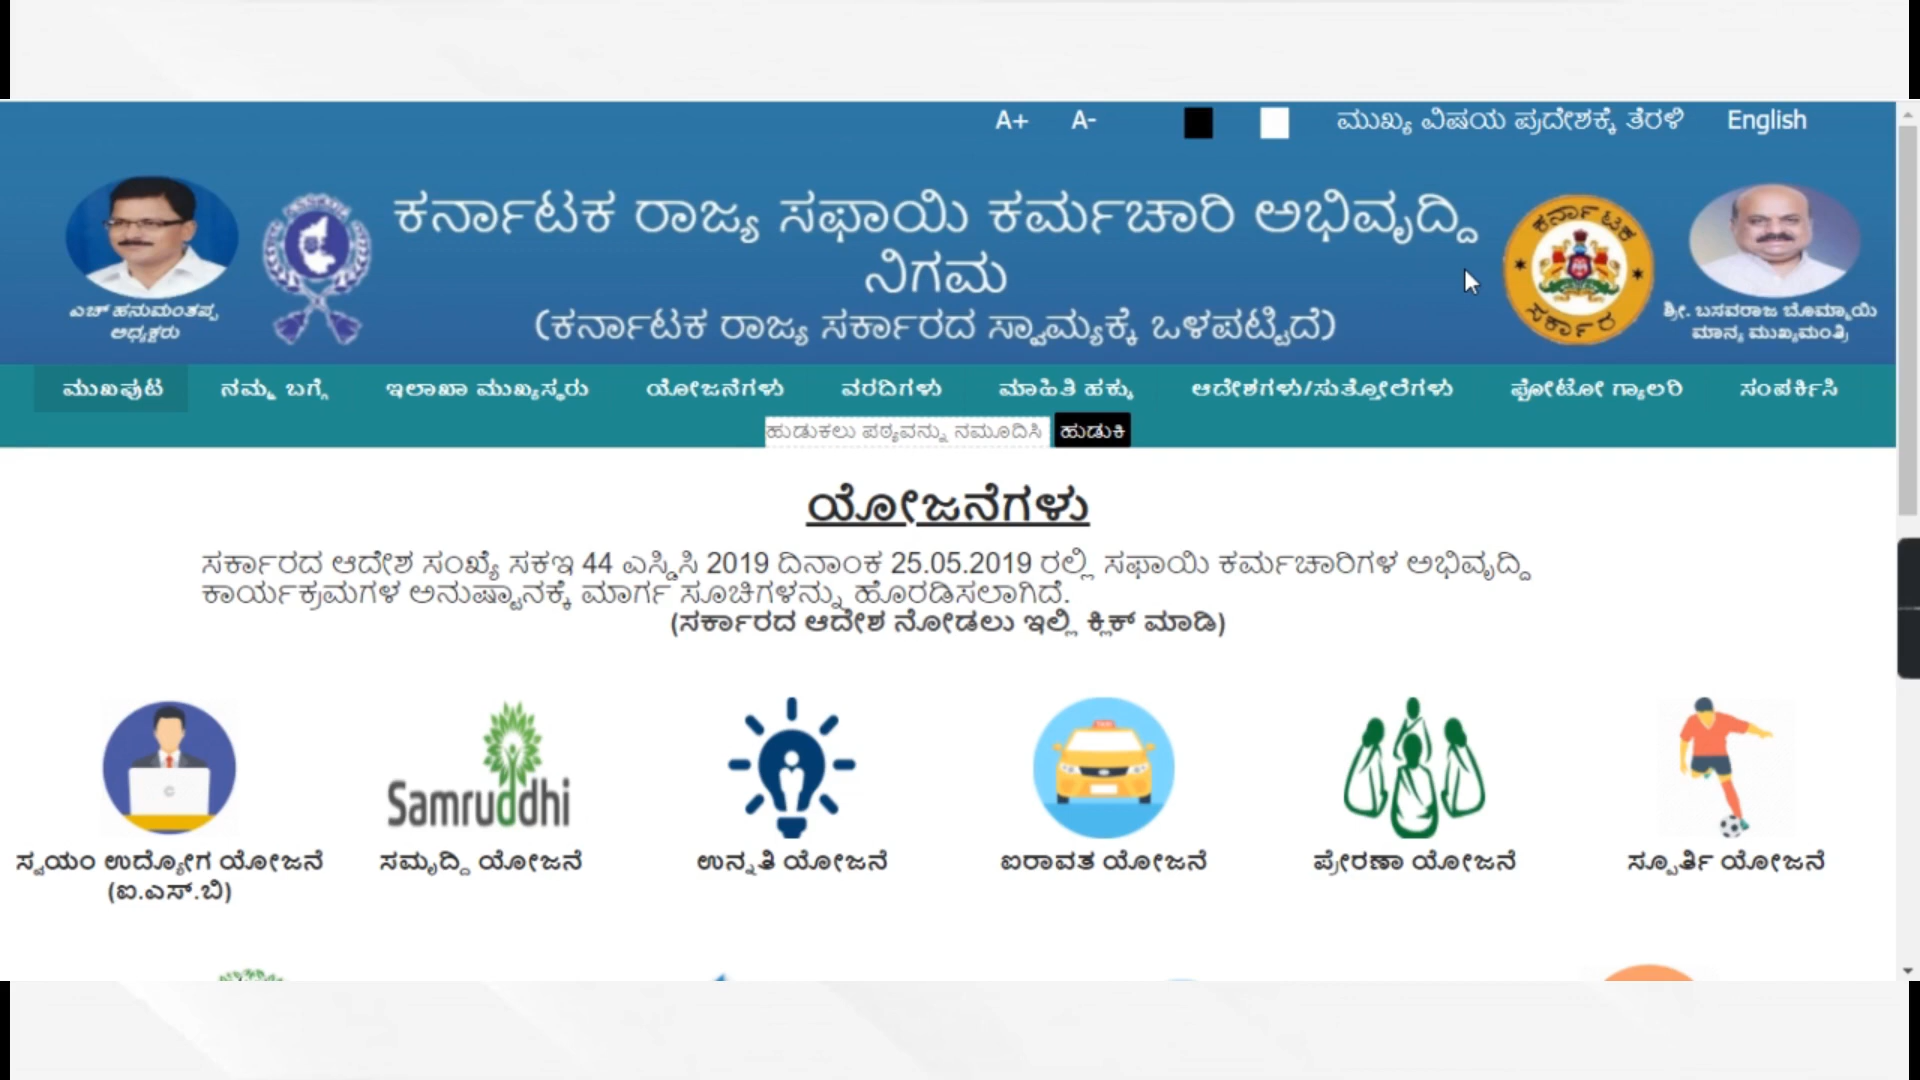 A+ A- ಮುಖ್ಯ ವಿಷಯ ಪ್ರದೇಶಕ್ಕೆ ತೆರಳಿ English
ಕರ್ನಾಟಕ ರಾಜ್ಯ ಸಫಾಯಿ ಕರ್ಮಚಾರಿ ಅಭಿವೃದ್ಧಿ
ನಿಗಮ
(ಕರ್ನಾಟಕ ರಾಜ್ಯ ಸರ್ಕಾರದ ಸ್ವಾಮ್ಯಕ್ಕೆ ಒಳಪಟ್ಟಿದೆ)
ಎಚ್ ಹನುಮಂತಪ್ಪ
ಅಧ್ಯಕ್ಷರು
ಕರ್ನಾಟಕ
ಸರ್ಕಾರ
ಶ್ರೀ. ಬಸವರಾಜ ಬೊಮ್ಮಾಯಿ
ಮಾನ್ಯ ಮುಖ್ಯಮಂತ್ರಿ
ಮುಖಪುಟ ನಮ್ಮ ಬಗ್ಗೆ ಇಲಾಖಾ ಮುಖ್ಯಸ್ಥರು ಯೋಜನೆಗಳು ವರದಿಗಳು ಮಾಹಿತಿ ಹಕ್ಕು ಆದೇಶಗಳು/ಸುತ್ತೋಲೆಗಳು ಫೋಟೋ ಗ್ಯಾಲರಿ ಸಂಪರ್ಕಿಸಿ
ಹುಡುಕಲು ಪಠ್ಯವನ್ನು ನಮೂದಿಸಿ ಹುಡುಕಿ
ಯೋಜನೆಗಳು
ಸರ್ಕಾರದ ಆದೇಶ ಸಂಖ್ಯೆ ಸಕಇ 44 ಎಸ್ಡಿಸಿ 2019 ದಿನಾಂಕ 25.05.2019 ರಲ್ಲಿ ಸಫಾಯಿ ಕರ್ಮಚಾರಿಗಳ ಅಭಿವೃದ್ಧಿ
ಕಾರ್ಯಕ್ರಮಗಳ ಅನುಷ್ಠಾನಕ್ಕೆ ಮಾರ್ಗ ಸೂಚಿಗಳನ್ನು ಹೊರಡಿಸಲಾಗಿದೆ.
(ಸರ್ಕಾರದ ಆದೇಶ ನೋಡಲು ಇಲ್ಲಿ ಕ್ಲಿಕ್ ಮಾಡಿ)
Samruddhi
TAXI
ಸ್ವಯಂ ಉದ್ಯೋಗ ಯೋಜನೆ
(ಐ.ಎಸ್.ಬಿ)
ಸಮೃದ್ಧಿ ಯೋಜನೆ
ಉನ್ನತಿ ಯೋಜನೆ
ಐರಾವತ ಯೋಜನೆ
ಪ್ರೇರಣಾ ಯೋಜನೆ
ಸ್ಪೂರ್ತಿ ಯೋಜನೆ